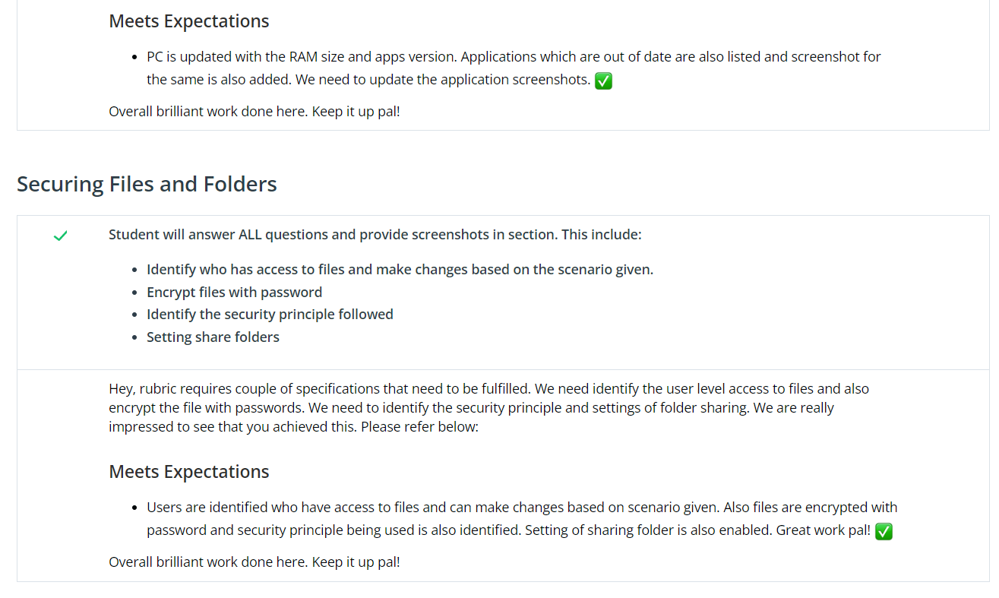 Meets Expectations
PC is updated with the RAM size and apps version. Applications which are out of date are also listed and screenshot for
the same is also added. We need to update the application screenshots. ✅
Overall brilliant work done here. Keep it up pal!
Securing Files and Folders
Student will answer ALL questions and provide screenshots in section. This include:
Identify who has access to files and make changes based on the scenario given.
Encrypt files with password
Identify the security principle followed
Setting share folders
Hey, rubric requires couple of specifications that need to be fulfilled. We need identify the user level access to files and also
encrypt the file with passwords. We need to identify the security principle and settings of folder sharing. We are really
impressed to see that you achieved this. Please refer below:
Meets Expectations
Users are identified who have access to files and can make changes based on scenario given. Also files are encrypted with
password and security principle being used is also identified. Setting of sharing folder is also enabled. Great work pal! ✅
Overall brilliant work done here. Keep it up pal!